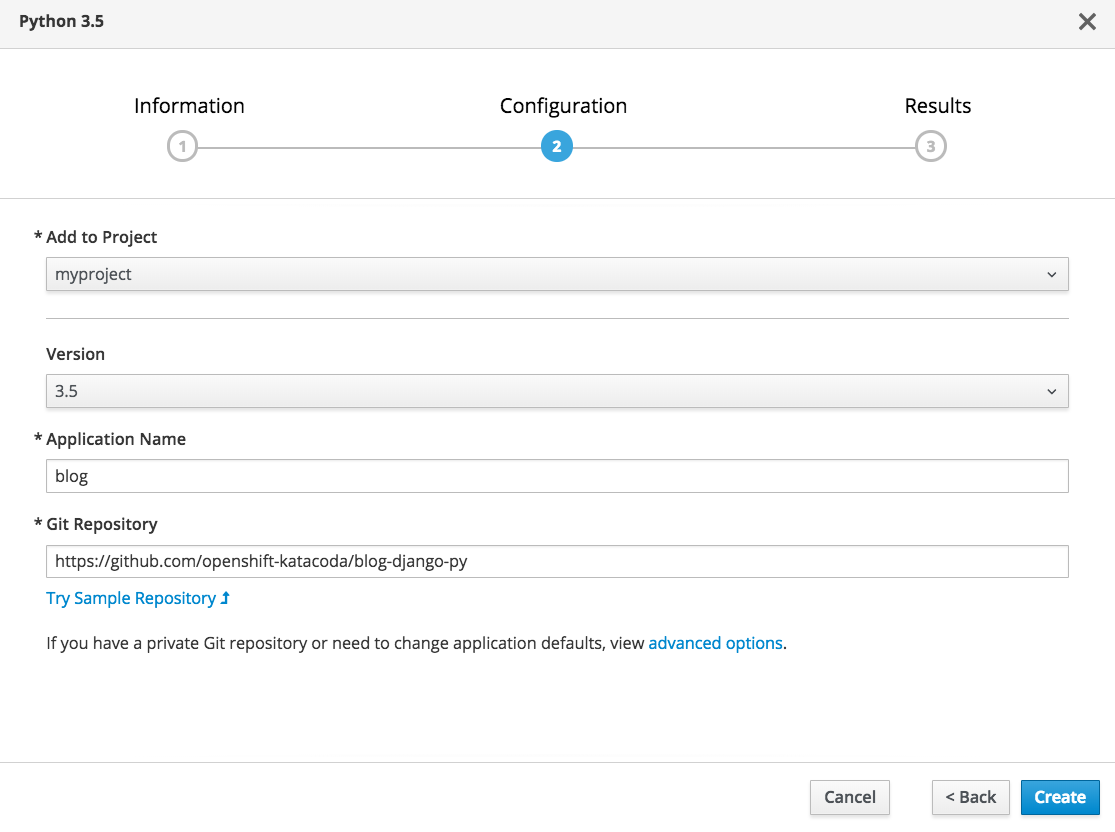 Python 3.5
Information Configuration Results
1 2 3
* Add to Project
myproject
Version
3.5
* Application Name
blog
* Git Repository
https://github.com/openshift-katacoda/blog-django-py
Try Sample Repository
If you have a private Git repository or need to change application defaults, view advanced options.
Cancel < Back Create